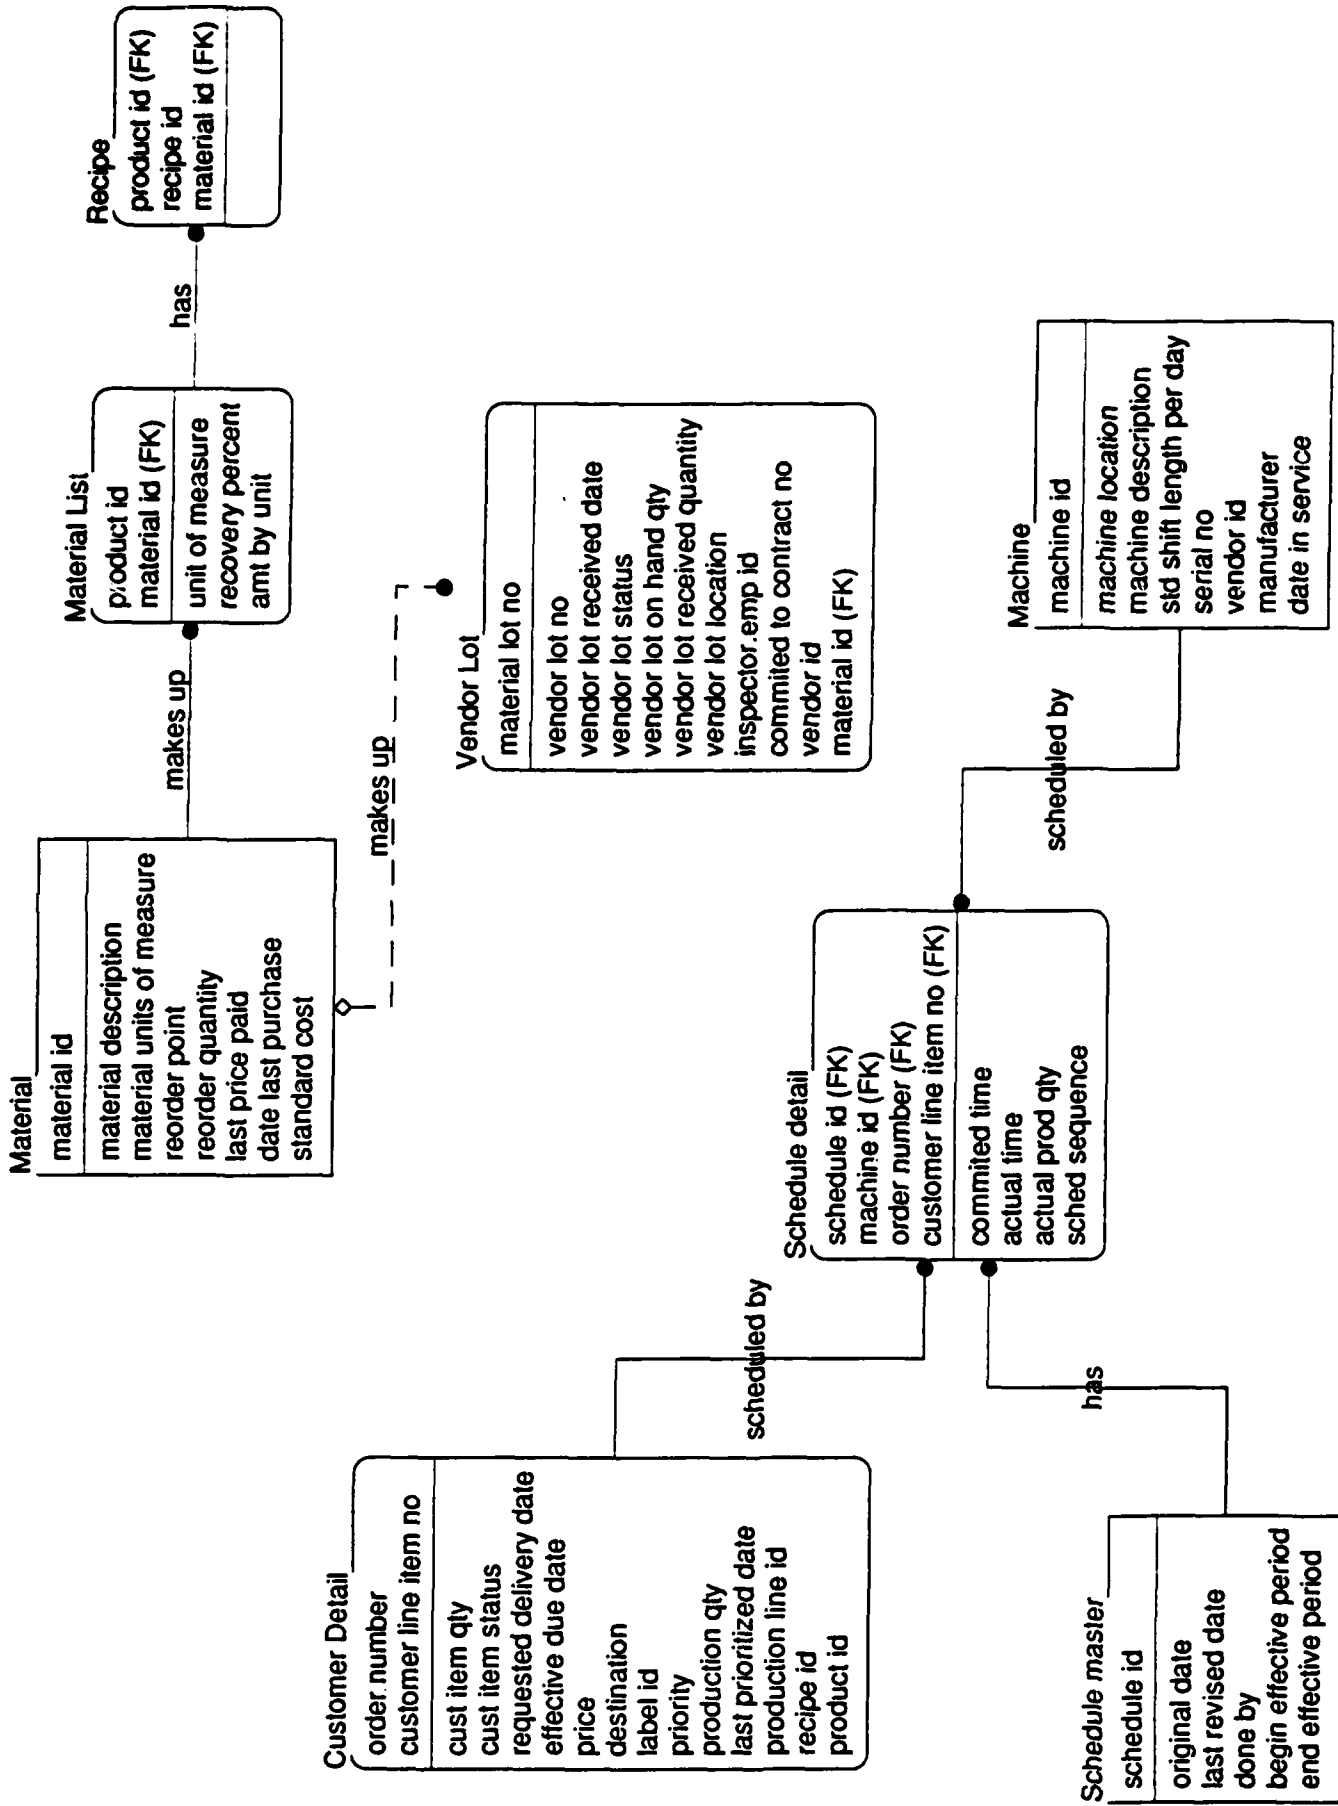 Material
material id
material description
material units of measure
reorder point
reorder quantity
last price paid
date last purchase
standard cost
makes up
Material List
product id
material id (FK)
unit of measure
recovery percent
amt by unit
has
Recipe
product id (FK)
recipe id
material id (FK)
makes up
Vendor Lot
material lot no
vendor lot no
vendor lot received date
vendor lot status
vendor lot on hand qty
vendor lot received quantity
vendor lot location
inspector.emp id
commited to contract no
vendor id
material id (FK)
Customer Detail
order number
customer line item no
cust item qty
cust item status
requested delivery date
effective due date
price
destination
label id
priority
production qty
last prioritized date
production line id
recipe id
product id
scheduled by
Schedule detail
schedule id (FK)
machine id (FK)
order number (FK)
customer line item no (FK)
commited time
actual time
actual prod qty
sched sequence
scheduled by
Machine
machine id
machine location
machine description
std shift length per day
serial no
vendor id
manufacturer
date in service
has
Schedule master
schedule id
original date
last revised date
done by
begin effective period
end effective period